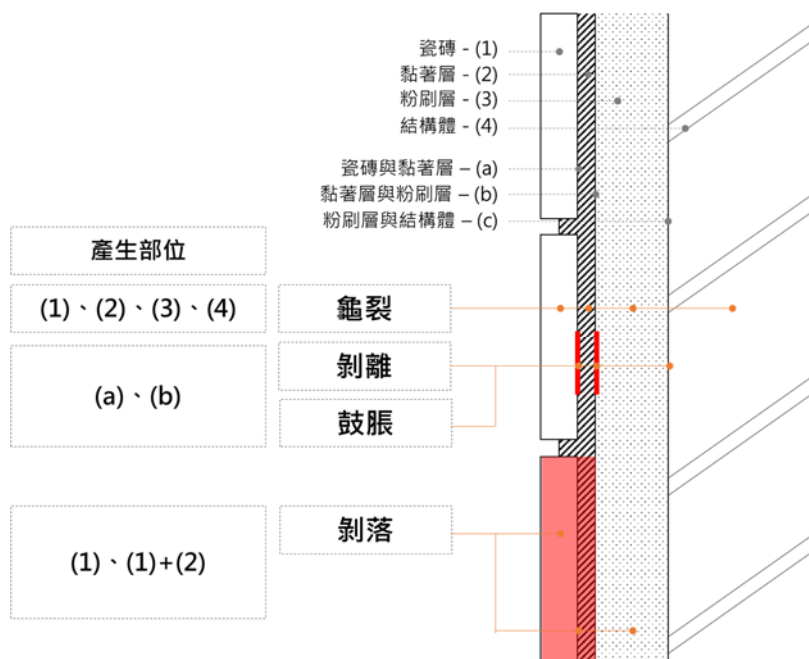 瓷磚 - (1)
黏著層 - (2)
粉刷層 - (3)
結構體 - (4)
瓷磚與黏著層 – (a)
黏著層與粉刷層 – (b)
粉刷層與結構體 – (c)
產生部位
(1)、(2)、(3)、(4)
龜裂
剝離
(a)、(b)
鼓脹
剝落
(1)、(1)+(2)